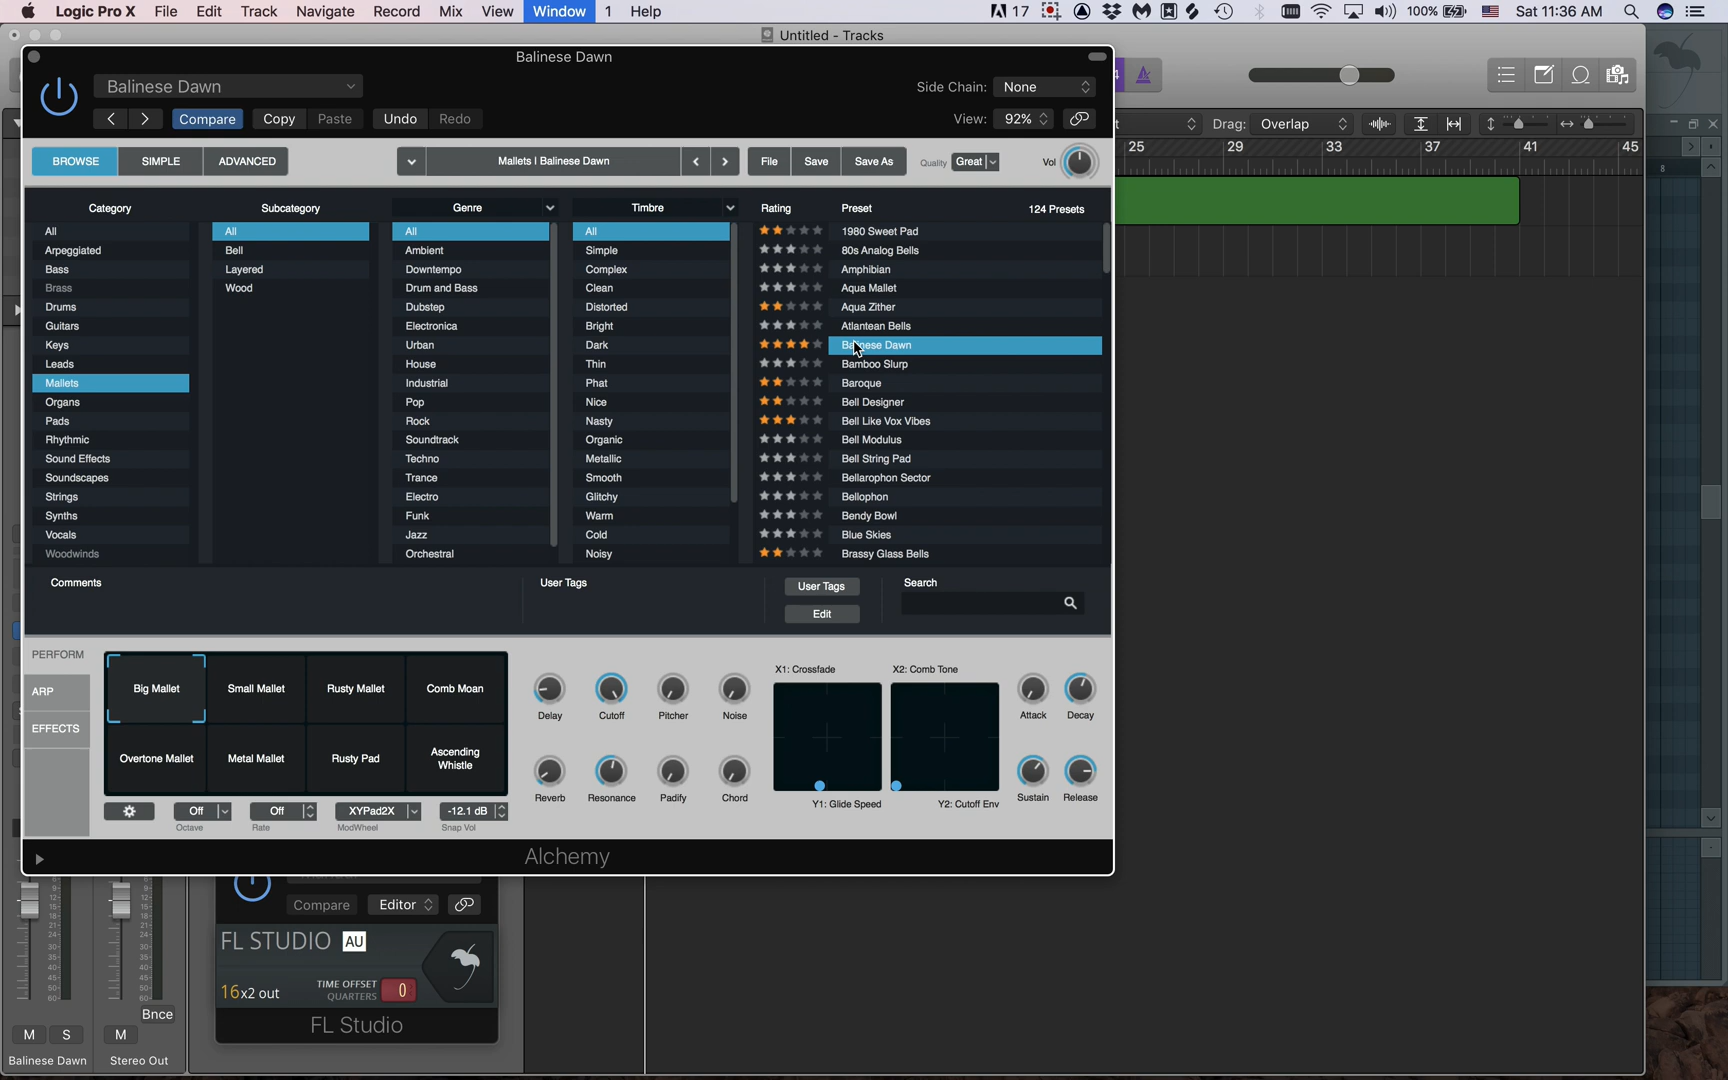 Logic Pro X File Edit Track Navigate Record Mix View Window 1 Help 17 100% Sat 11:36 AM
Untitled - Tracks
Balinese Dawn
Balinese Dawn
Side Chain: None
Compare Copy Paste Undo Redo
View: 92%
Drag: Overlap
BROWSE SIMPLE ADVANCED
Mallets | Balinese Dawn
File Save Save As Quality Great Vol
25 29 33 37 41 45
8
Category Subcategory Genre Timbre Rating Preset 124 Presets
All All All All 1980 Sweet Pad
Arpeggiated Bell Ambient Simple 80s Analog Bells
Bass Layered Downtempo Complex Amphibian
Brass Wood Drum and Bass Clean Aqua Mallet
Drums Dubstep Distorted Aqua Zither
Guitars Electronica Bright Atlantean Bells
Keys Urban Dark Balinese Dawn
Leads House Thin Bamboo Slurp
Mallets Industrial Phat Baroque
Organs Pop Nice Bell Designer
Pads Rock Nasty Bell Like Vox Vibes
Rhythmic Soundtrack Organic Bell Modulus
Sound Effects Techno Metallic Bell String Pad
Soundscapes Trance Smooth Bellarophon Sector
Strings Electro Glitchy Bellophon
Synths Funk Warm Bendy Bowl
Vocals Jazz Cold Blue Skies
Woodwinds Orchestral Noisy Brassy Glass Bells
Comments User Tags User Tags Search
Edit
PERFORM
ARP
EFFECTS
Big Mallet Small Mallet Rusty Mallet Comb Moan
Overtone Mallet Metal Mallet Rusty Pad Ascending
Whistle
Off Off XYPad2X -12.1 dB
Octave Rate ModWheel Snap Vol
Delay Cutoff Pitcher Noise
Reverb Resonance Padify Chord
X1: Crossfade X2: Comb Tone
Y1: Glide Speed Y2: Cutoff Env
Attack Decay
Sustain Release
Alchemy
Compare Editor
FL STUDIO AU
16x2 out TIME OFFSET
QUARTERS 0
FL Studio
Bnce
M S M
Balinese Dawn Stereo Out